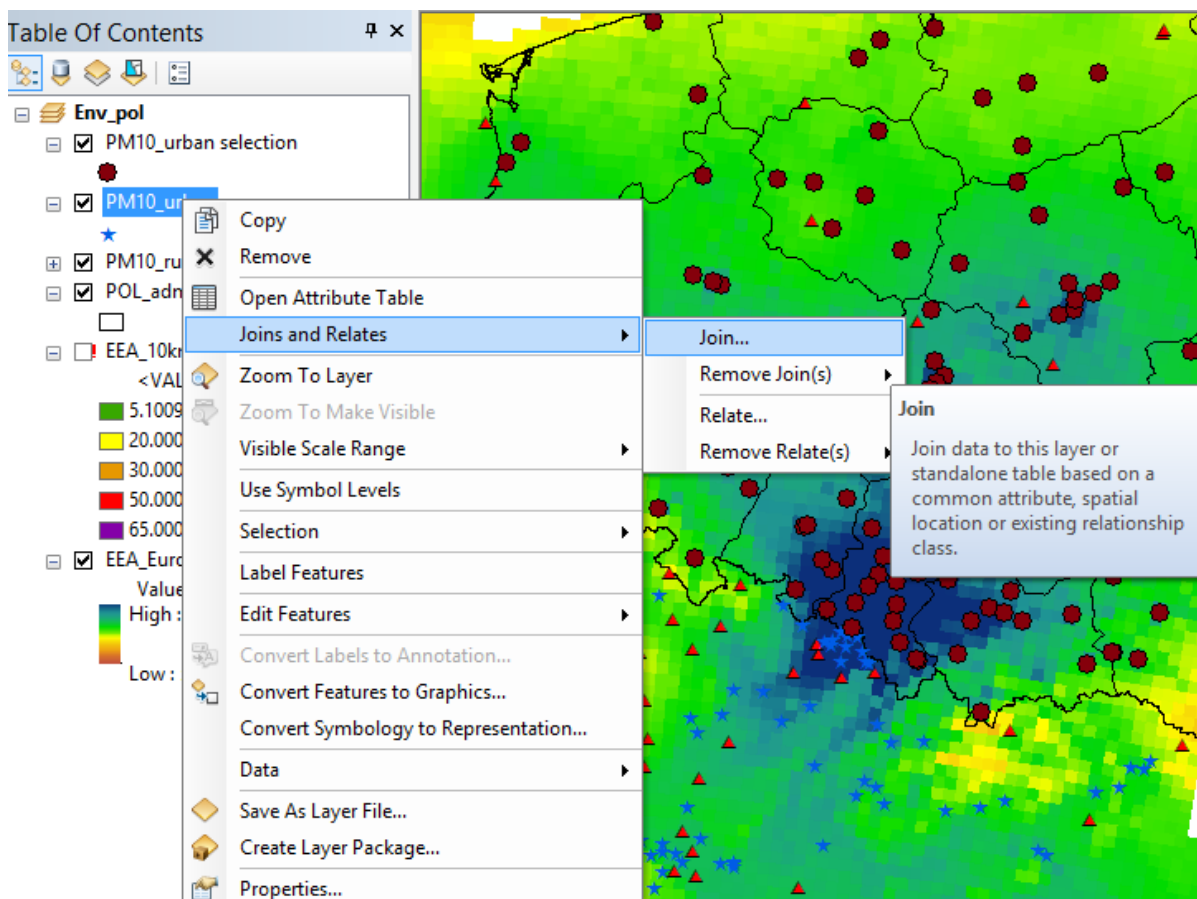 Table Of Contents
Env_pol
PM10_urban selection
PM10_ur
PM10_ru
POL_adn
EEA_10kr
<VAL
5.1009
20.000
30.000
50.000
65.000
EEA_Euro
Value
High :
Low :
Copy
Remove
Open Attribute Table
Joins and Relates
Zoom To Layer
Zoom To Make Visible
Visible Scale Range
Use Symbol Levels
Selection
Label Features
Edit Features
Convert Labels to Annotation...
Convert Features to Graphics...
Convert Symbology to Representation...
Data
Save As Layer File...
Create Layer Package...
Properties...
Join...
Remove Join(s)
Relate...
Remove Relate(s)
Join
Join data to this layer or
standalone table based on a
common attribute, spatial
location or existing relationship
class.